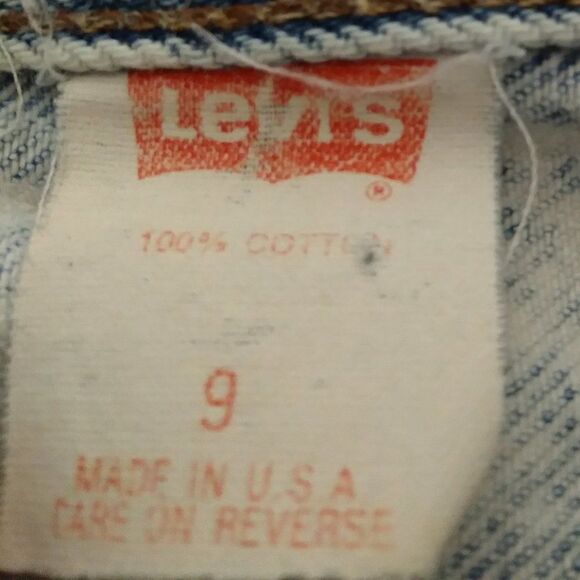 Levi's
®
100% COTTON
9
MADE IN U.S.A.
CARE ON REVERSE